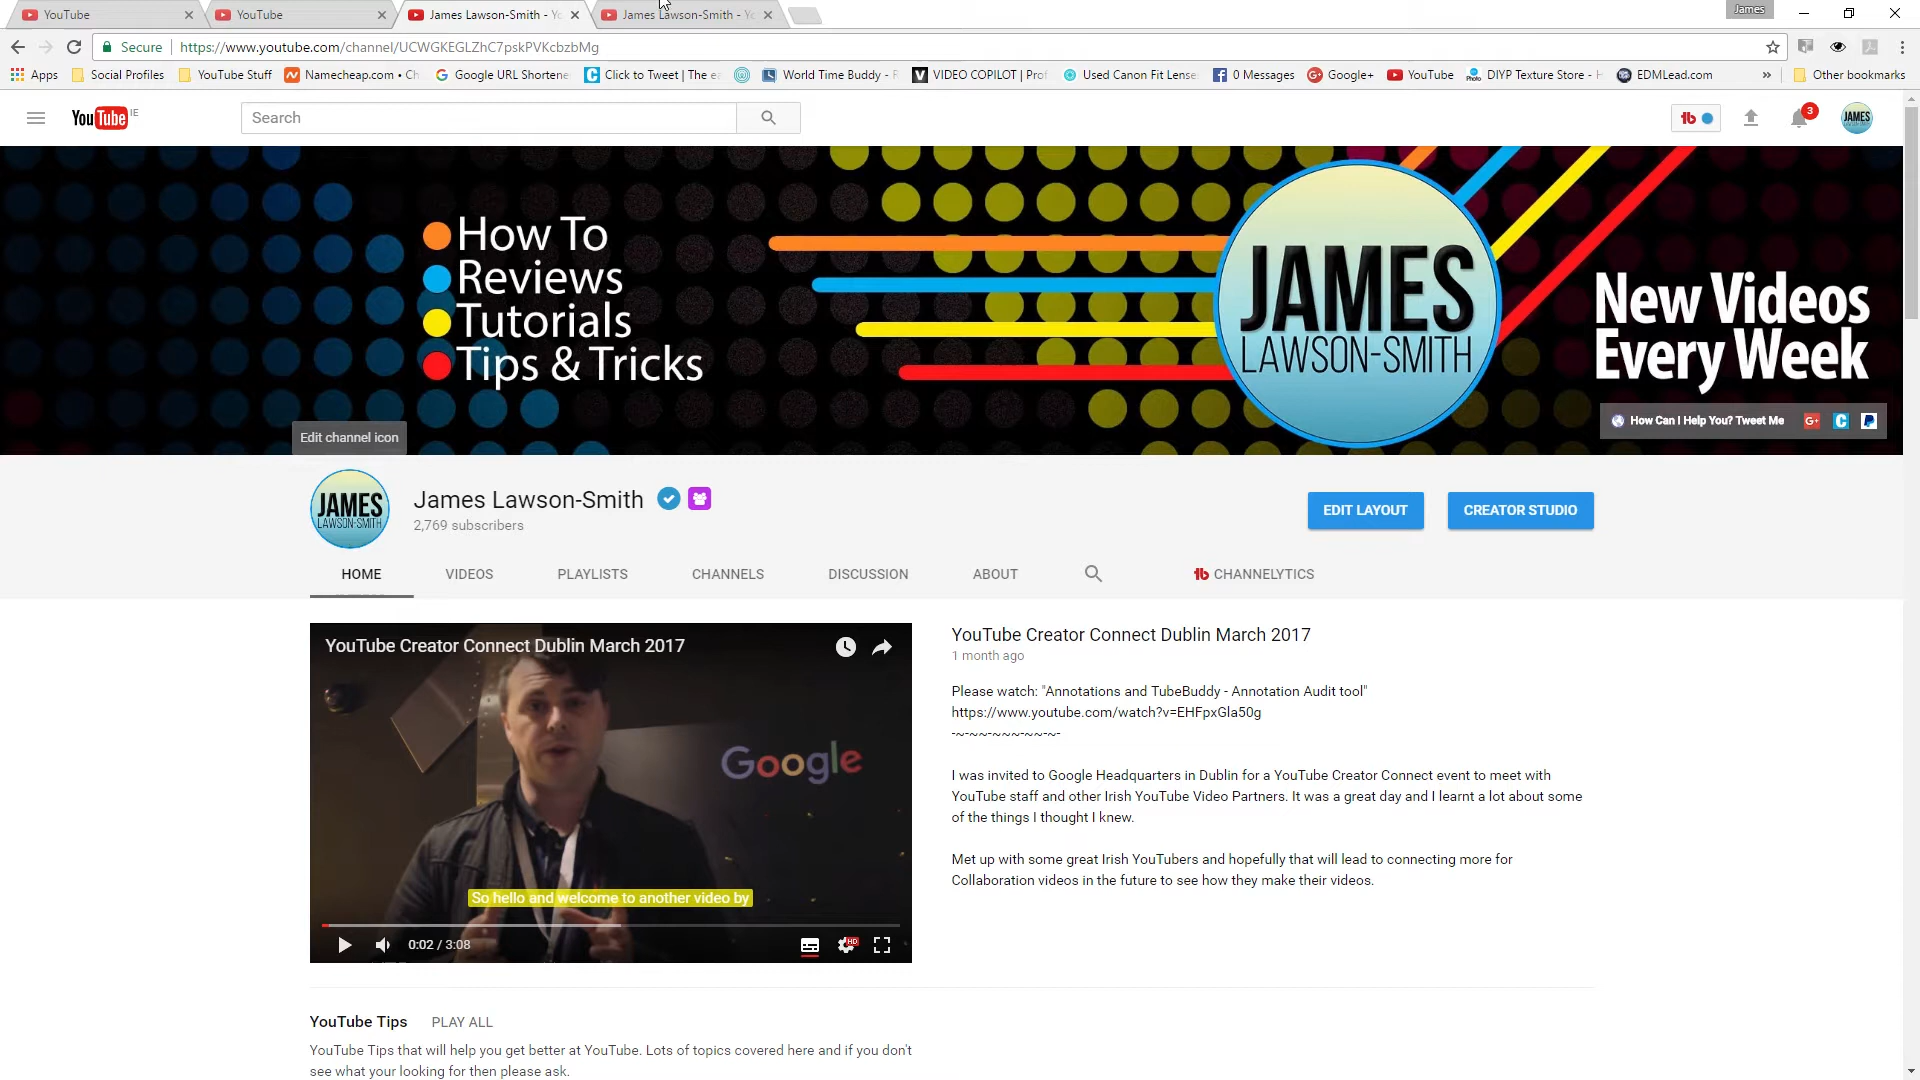 YouTube
YouTube
James Lawson-Smith - Yo
James Lawson-Smith - Yo
James
Secure
https://www.youtube.com/channel/UCWGKEGLZhC7pskPVKcbzbMg
Apps
Social Profiles
YouTube Stuff
Namecheap.com • Ch
Google URL Shortene
Click to Tweet | The ea
World Time Buddy - F
VIDEO COPILOT | Prof
Used Canon Fit Lense
0 Messages
Google+
YouTube
DIYP Texture Store - H
EDMLead.com
»
Other bookmarks
YouTube IE
Search
tb
3
JAMES
How To
Reviews
Tutorials
Tips & Tricks
JAMES
LAWSON-SMITH
New Videos
Every Week
How Can I Help You? Tweet Me
G+
Edit channel icon
JAMES
LAWSON-SMITH
James Lawson-Smith
2,769 subscribers
EDIT LAYOUT
CREATOR STUDIO
HOME
VIDEOS
PLAYLISTS
CHANNELS
DISCUSSION
ABOUT
tb CHANNELYTICS
YouTube Creator Connect Dublin March 2017
Google
So hello and welcome to another video by
0:02 / 3:08
HD
YouTube Creator Connect Dublin March 2017
1 month ago
Please watch: "Annotations and TubeBuddy - Annotation Audit tool"
https://www.youtube.com/watch?v=EHFpxGla50g
-~-~~-~~~-~~-~-
I was invited to Google Headquarters in Dublin for a YouTube Creator Connect event to meet with
YouTube staff and other Irish YouTube Video Partners. It was a great day and I learnt a lot about some
of the things I thought I knew.
Met up with some great Irish YouTubers and hopefully that will lead to connecting more for
Collaboration videos in the future to see how they make their videos.
YouTube Tips
PLAY ALL
YouTube Tips that will help you get better at YouTube. Lots of topics covered here and if you don't
see what your looking for then please ask.